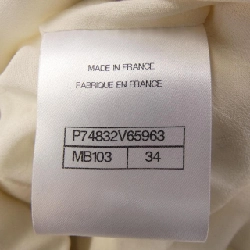 MADE IN FRANCE
FABRIQUE EN FRANCE
P74832V65963
MB103 34